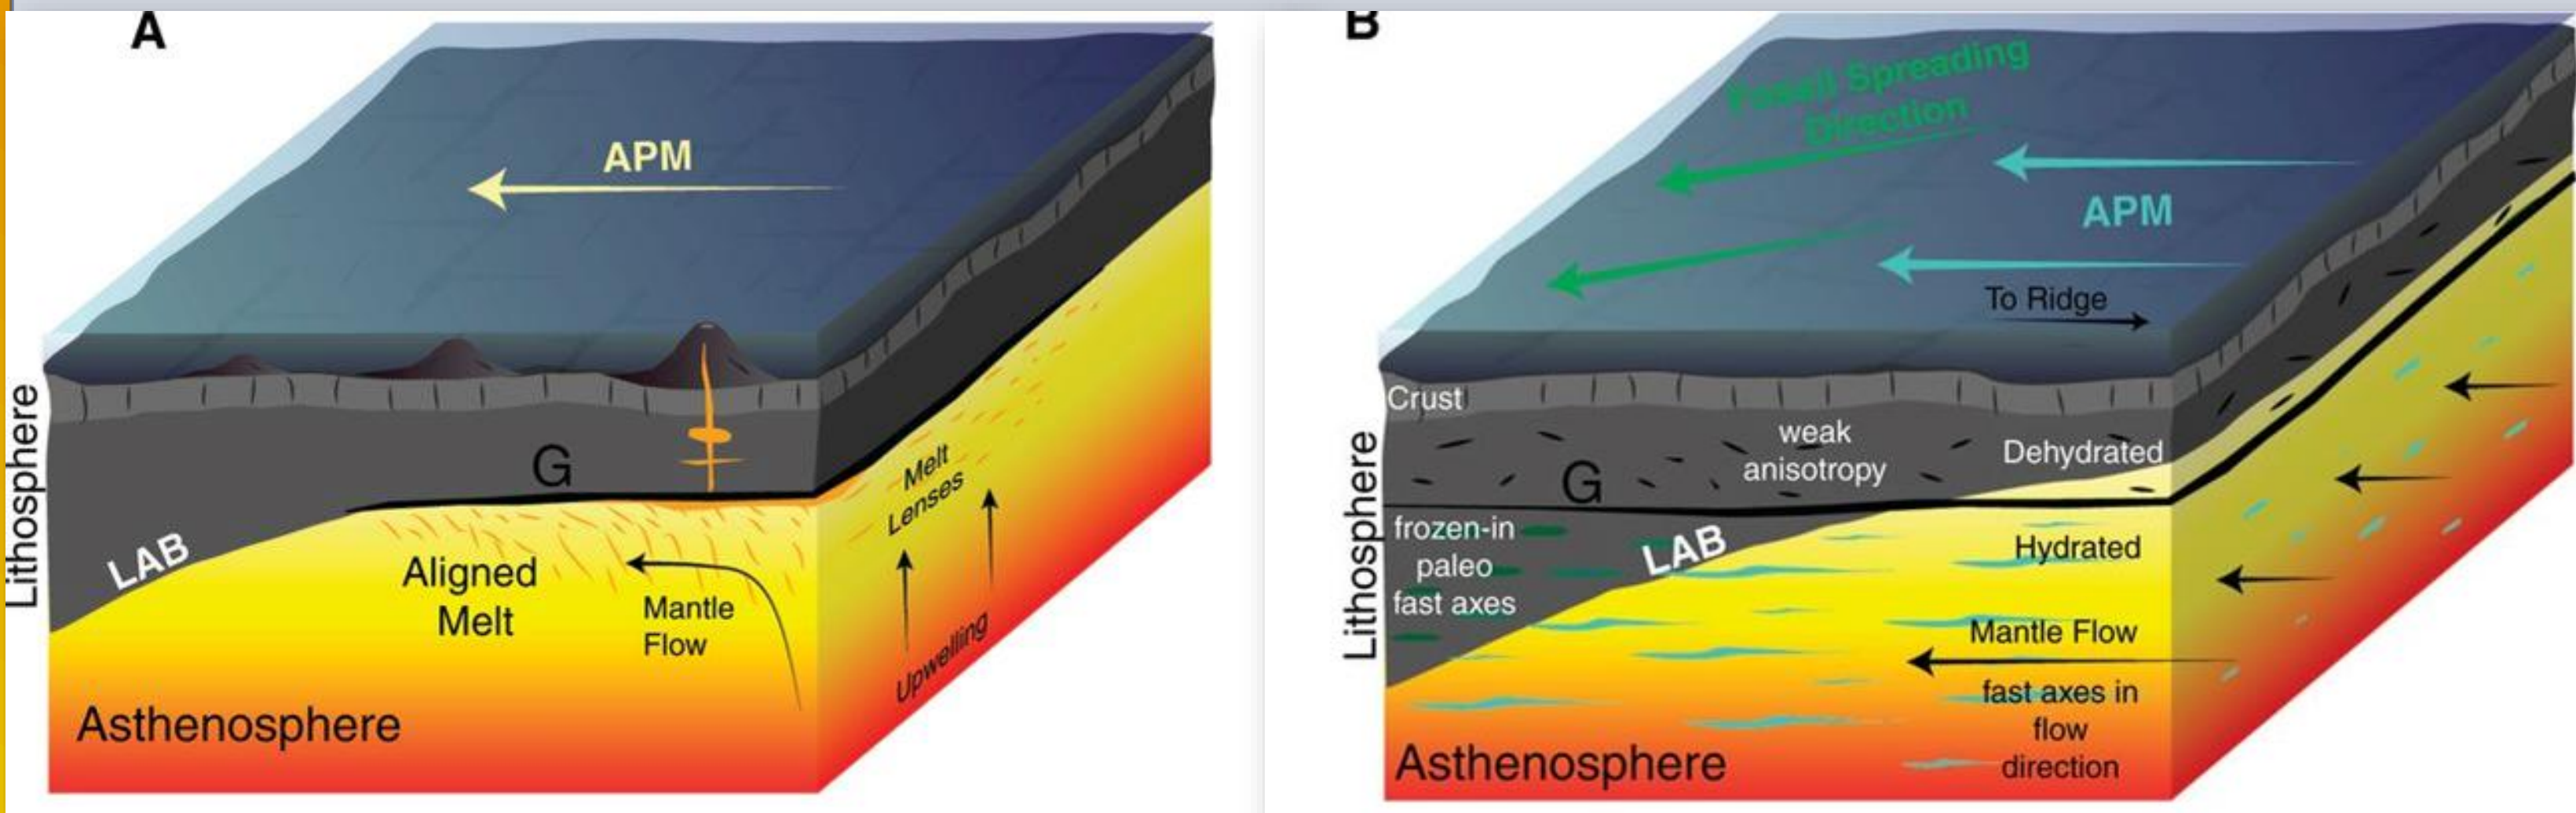 A
APM
Lithosphere
G
LAB
Aligned
Melt
Mantle
Flow
Melt
Lenses
Upwelling
Asthenosphere
B
Fossil Spreading
Direction
APM
To Ridge
Crust
Lithosphere
weak
anisotropy
Dehydrated
G
frozen-in
paleo
fast axes
LAB
Hydrated
Mantle Flow
fast axes in
flow
direction
Asthenosphere